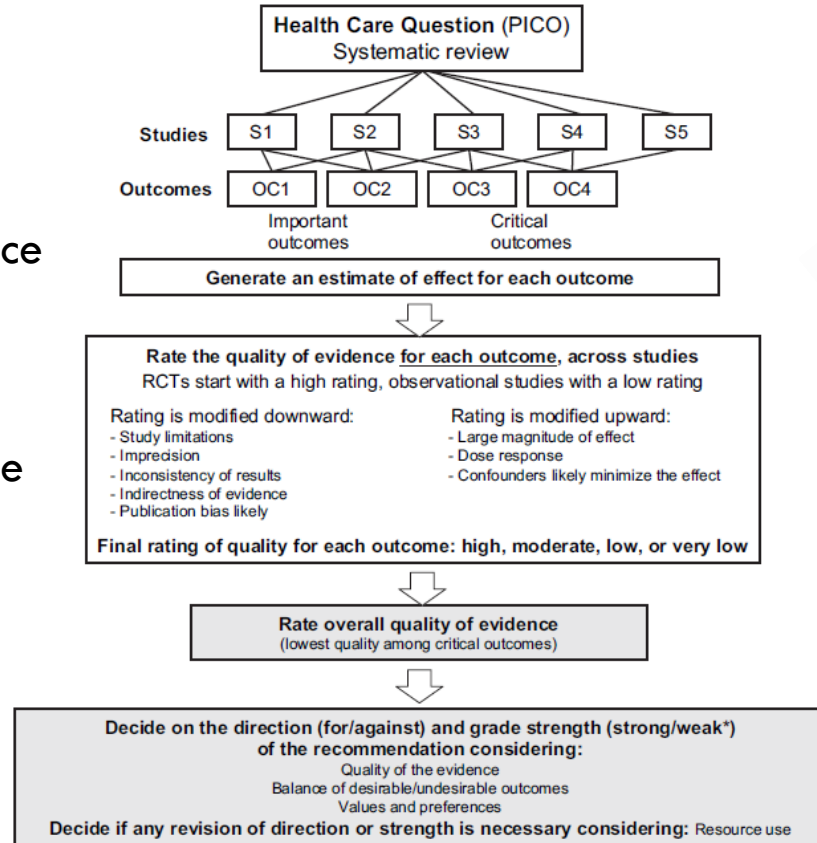 Health Care Question (PICO)
Systematic review
Studies S1 S2 S3 S4 S5
Outcomes OC1 OC2 OC3 OC4
Important Critical
outcomes outcomes
ce
Generate an estimate of effect for each outcome
Rate the quality of evidence for each outcome, across studies
RCTs start with a high rating, observational studies with a low rating
Rating is modified downward:
- Study limitations
- Imprecision
- Inconsistency of results
- Indirectness of evidence
- Publication bias likely
Rating is modified upward:
- Large magnitude of effect
- Dose response
- Confounders likely minimize the effect
e
Final rating of quality for each outcome: high, moderate, low, or very low
Rate overall quality of evidence
(lowest quality among critical outcomes)
Decide on the direction (for/against) and grade strength (strong/weak*)
of the recommendation considering:
Quality of the evidence
Balance of desirable/undesirable outcomes
Values and preferences
Decide if any revision of direction or strength is necessary considering: Resource use